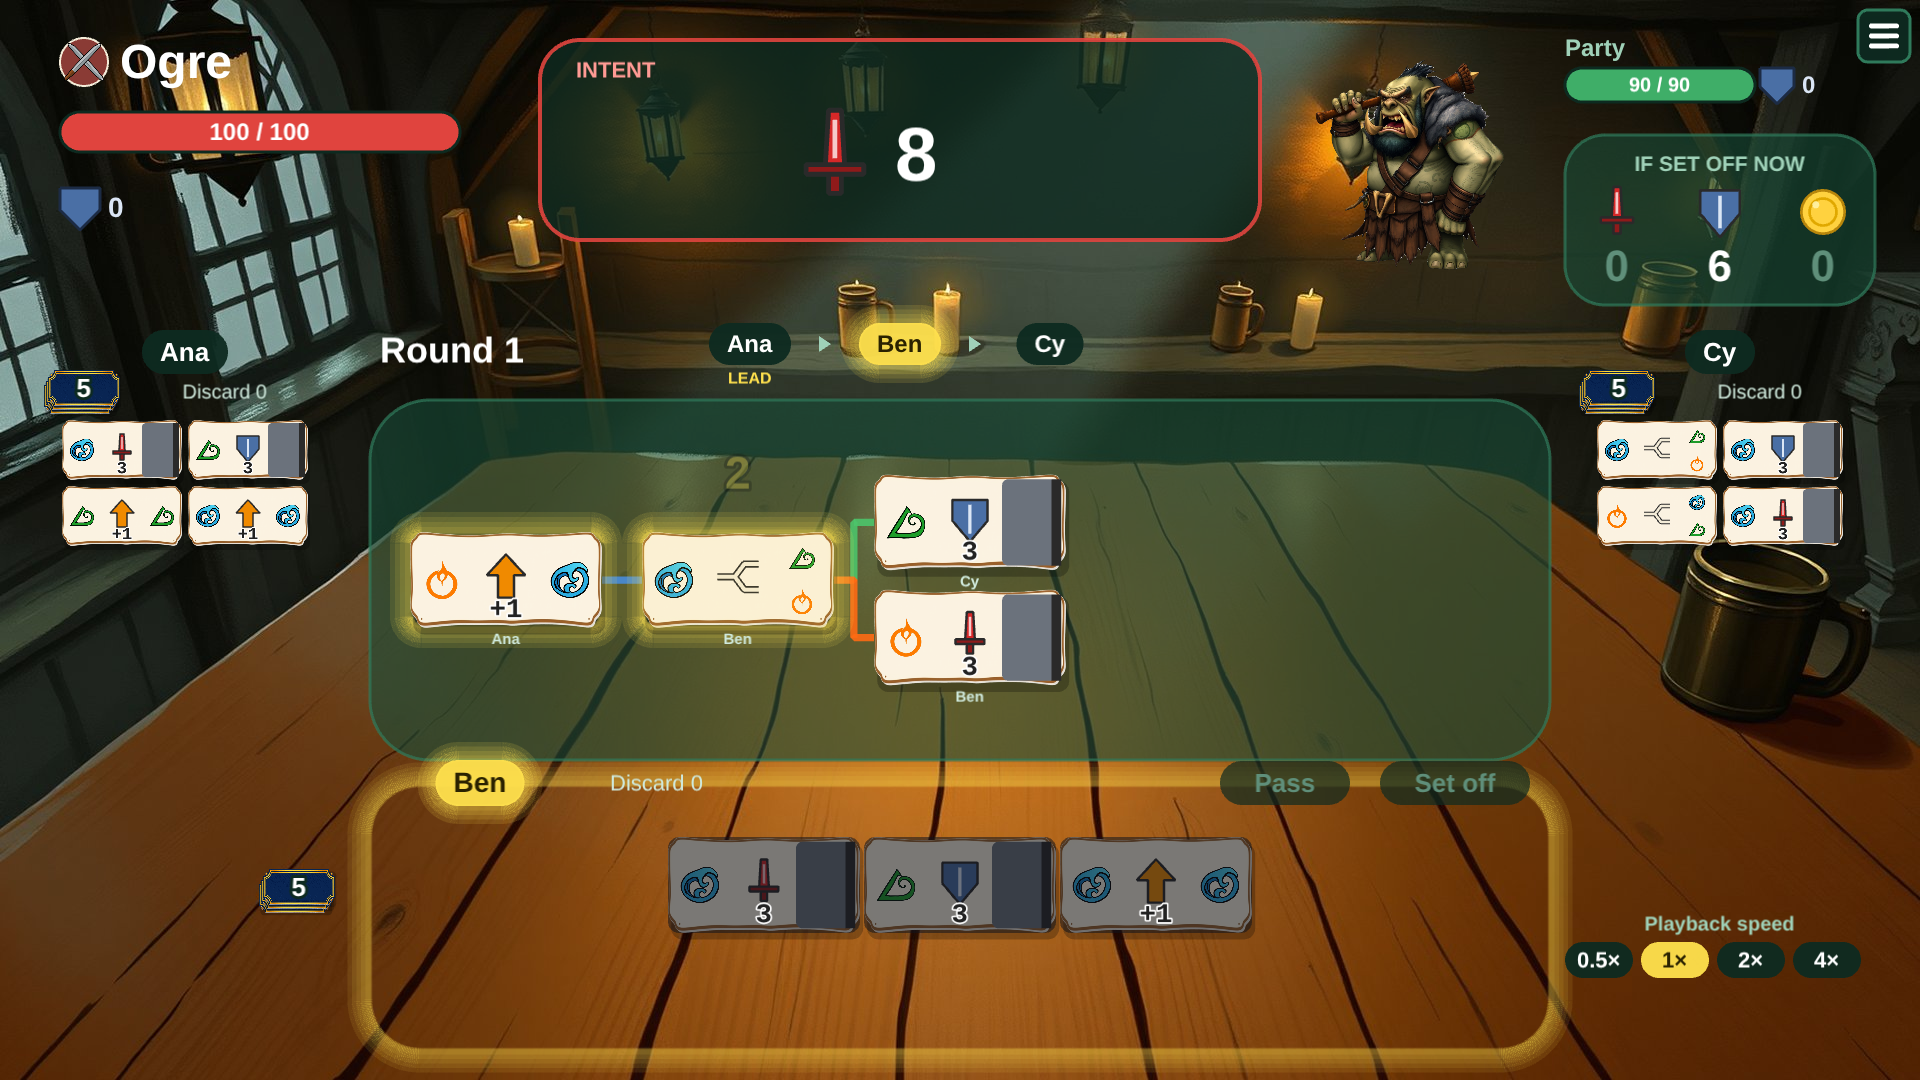 Ogre
100 / 100
0
INTENT
8
Party
90 / 90
0
IF SET OFF NOW
0 6 0
Round 1
Ana Ben Cy
LEAD
Ana
5
Discard 0
3 3
+1 +1
Cy
5
Discard 0
3
3
2
+1
Ana
Ben
3
Cy
3
Ben
Ben
Discard 0
Pass
Set off
5
3 3 +1
Playback speed
0.5× 1× 2× 4×